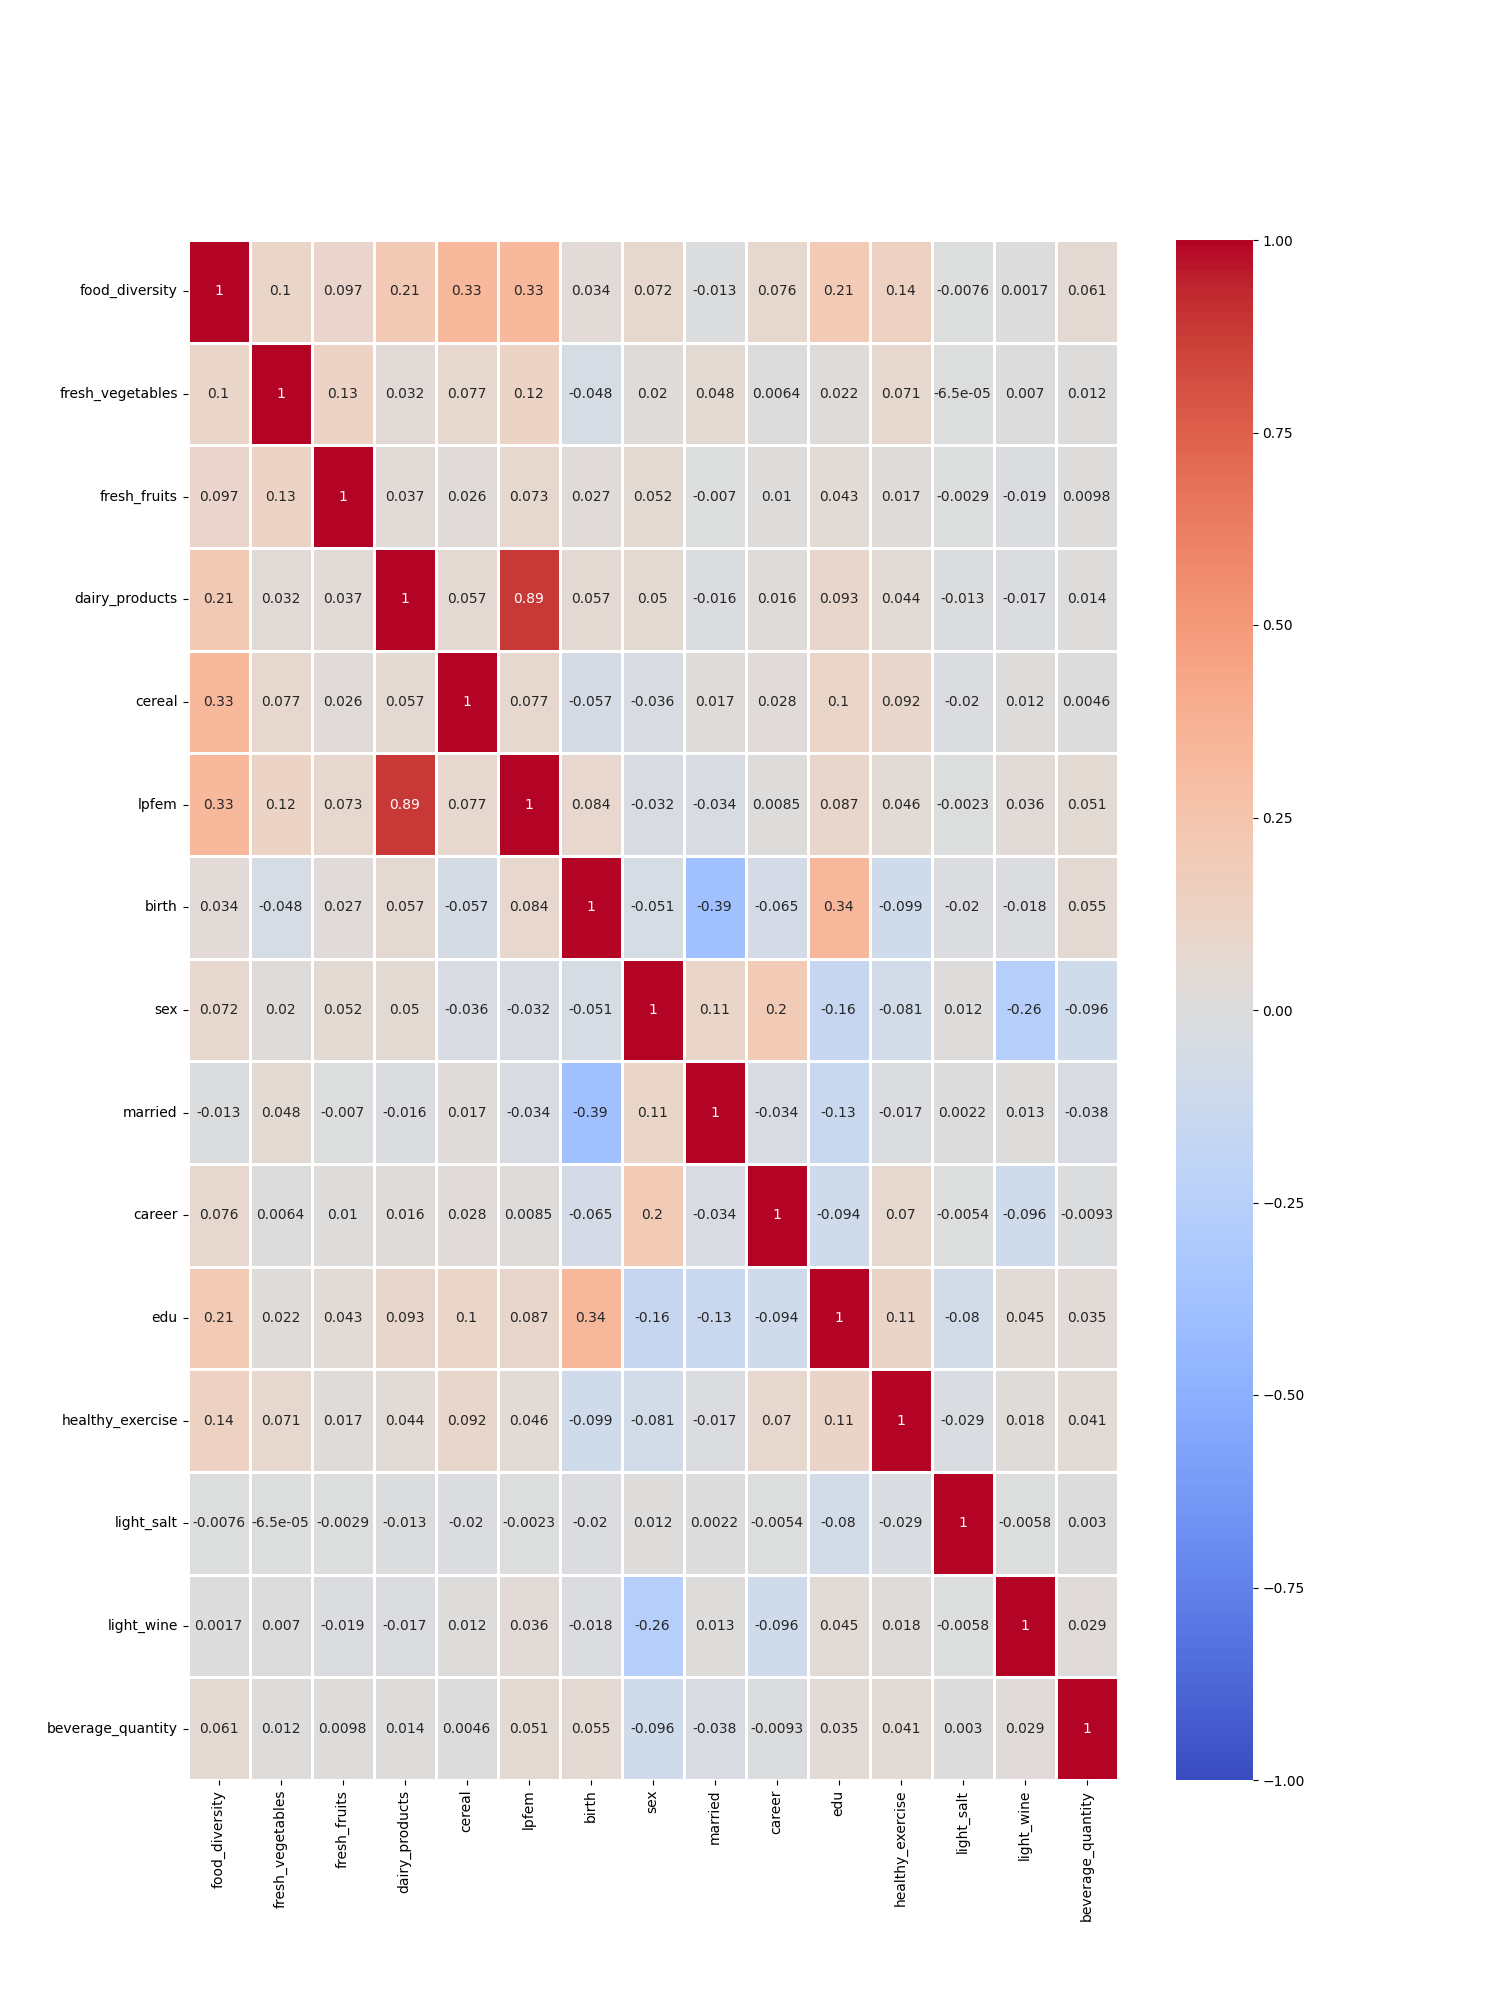 food_diversity 1 0.1 0.097 0.21 0.33 0.33 0.034 0.072 -0.013 0.076 0.21 0.14 -0.0076 0.0017 0.061
fresh_vegetables 0.1 1 0.13 0.032 0.077 0.12 -0.048 0.02 0.048 0.0064 0.022 0.071 -6.5e-05 0.007 0.012
fresh_fruits 0.097 0.13 1 0.037 0.026 0.073 0.027 0.052 -0.007 0.01 0.043 0.017 -0.0029 -0.019 0.0098
dairy_products 0.21 0.032 0.037 1 0.057 0.89 0.057 0.05 -0.016 0.016 0.093 0.044 -0.013 -0.017 0.014
cereal 0.33 0.077 0.026 0.057 1 0.077 -0.057 -0.036 0.017 0.028 0.1 0.092 -0.02 0.012 0.0046
lpfem 0.33 0.12 0.073 0.89 0.077 1 0.084 -0.032 -0.034 0.0085 0.087 0.046 -0.0023 0.036 0.051
birth 0.034 -0.048 0.027 0.057 -0.057 0.084 1 -0.051 -0.39 -0.065 0.34 -0.099 -0.02 -0.018 0.055
sex 0.072 0.02 0.052 0.05 -0.036 -0.032 -0.051 1 0.11 0.2 -0.16 -0.081 0.012 -0.26 -0.096
married -0.013 0.048 -0.007 -0.016 0.017 -0.034 -0.39 0.11 1 -0.034 -0.13 -0.017 0.0022 0.013 -0.038
career 0.076 0.0064 0.01 0.016 0.028 0.0085 -0.065 0.2 -0.034 1 -0.094 0.07 -0.0054 -0.096 -0.0093
edu 0.21 0.022 0.043 0.093 0.1 0.087 0.34 -0.16 -0.13 -0.094 1 0.11 -0.08 0.045 0.035
healthy_exercise 0.14 0.071 0.017 0.044 0.092 0.046 -0.099 -0.081 -0.017 0.07 0.11 1 -0.029 0.018 0.041
light_salt -0.0076 -6.5e-05 -0.0029 -0.013 -0.02 -0.0023 -0.02 0.012 0.0022 -0.0054 -0.08 -0.029 1 -0.0058 0.003
light_wine 0.0017 0.007 -0.019 -0.017 0.012 0.036 -0.018 -0.26 0.013 -0.096 0.045 0.018 -0.0058 1 0.029
beverage_quantity 0.061 0.012 0.0098 0.014 0.0046 0.051 0.055 -0.096 -0.038 -0.0093 0.035 0.041 0.003 0.029 1
food_diversity
fresh_vegetables
fresh_fruits
dairy_products
cereal
lpfem
birth
sex
married
career
edu
healthy_exercise
light_salt
light_wine
beverage_quantity
1.00
0.75
0.50
0.25
0.00
−0.25
−0.50
−0.75
−1.00